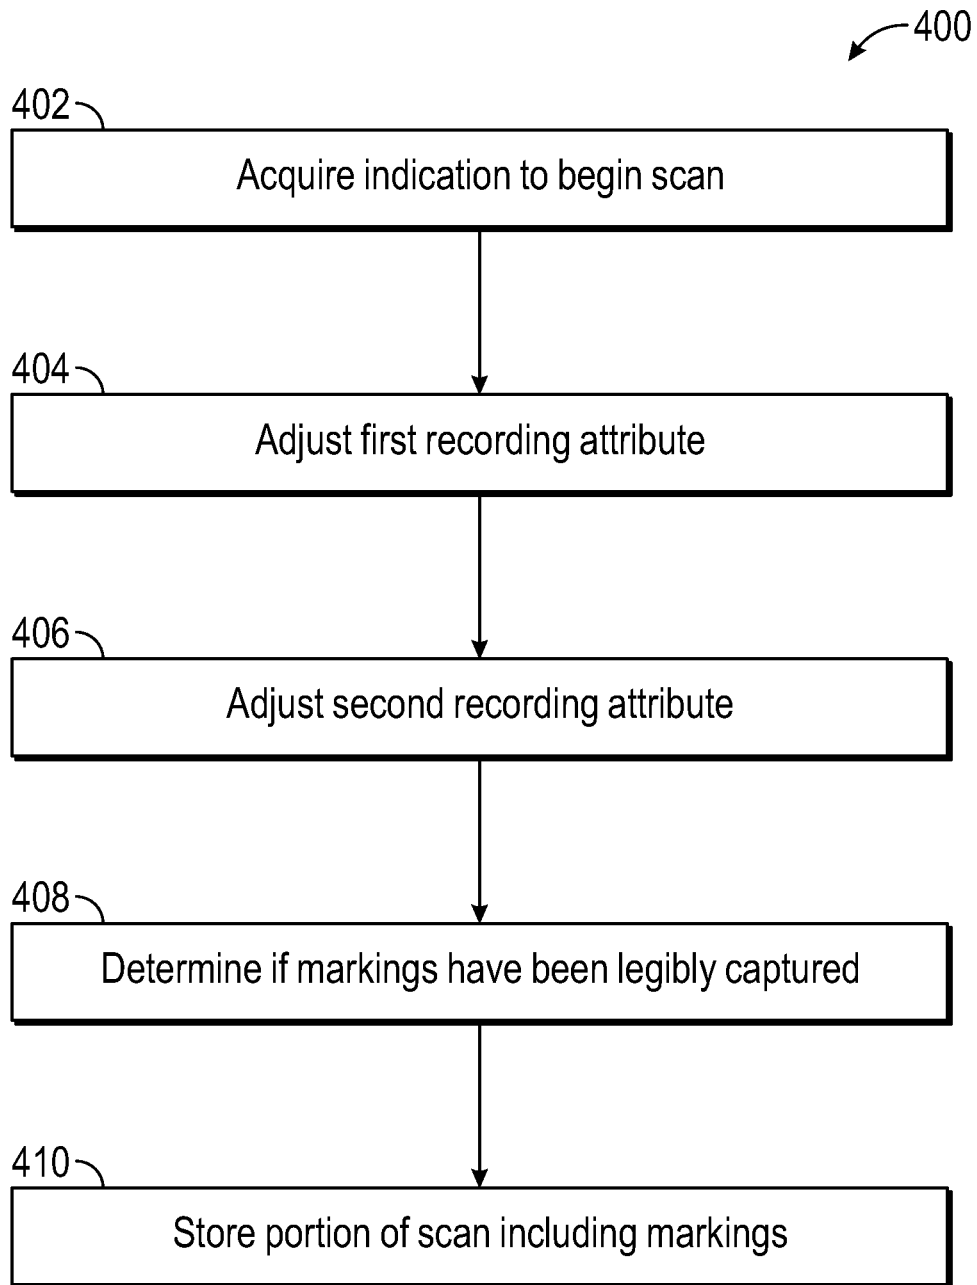 400
402
Acquire indication to begin scan
404
Adjust first recording attribute
406
Adjust second recording attribute
408
Determine if markings have been legibly captured
410
Store portion of scan including markings